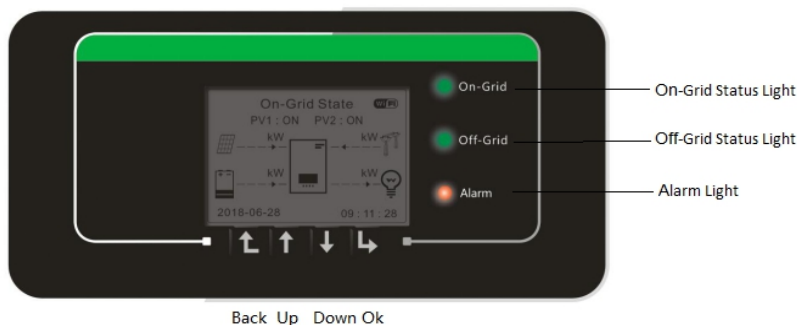 On-Grid State WiFi
PV1 : ON PV2 : ON
kW kW
kW kW
2018-06-28 09 : 11 : 28
On-Grid
Off-Grid
Alarm
On-Grid Status Light
Off-Grid Status Light
Alarm Light
Back Up Down Ok